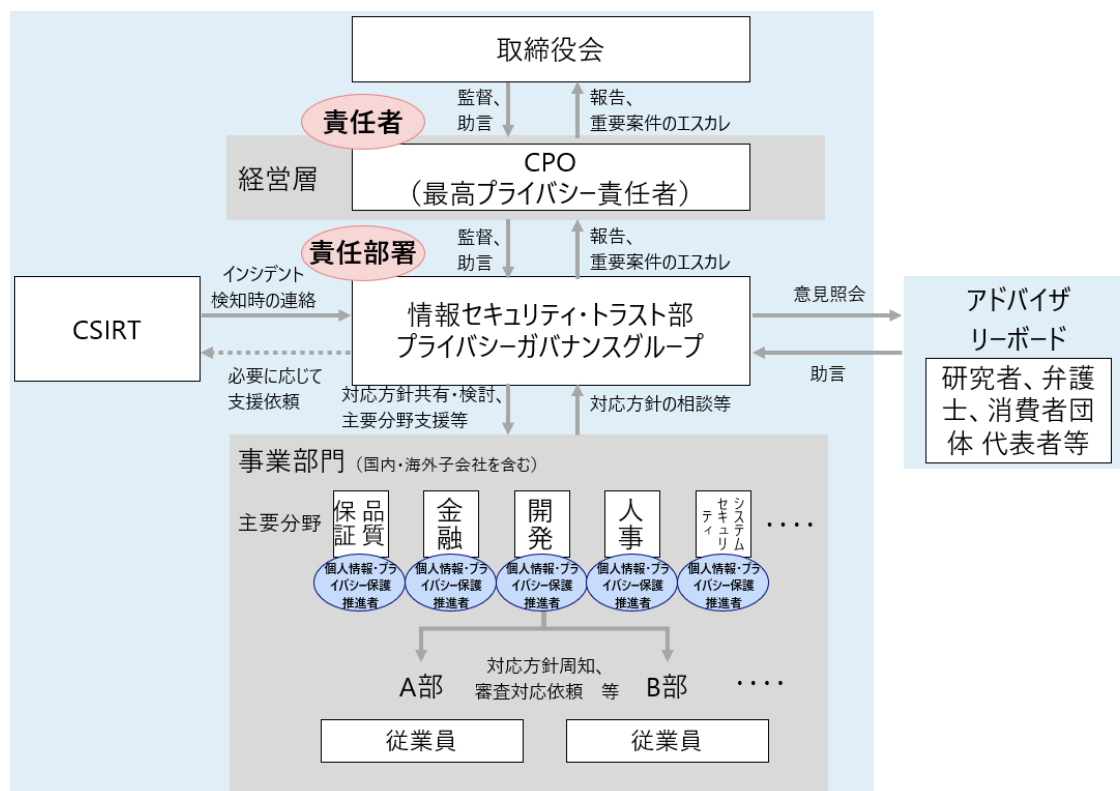 取締役会
監督、
助言
報告、
重要案件のエスカレ
責任者
経営層
CPO
（最高プライバシー責任者）
監督、
助言
報告、
重要案件のエスカレ
責任部署
CSIRT
インシデント
検知時の連絡
必要に応じて
支援依頼
情報セキュリティ・トラスト部
プライバシーガバナンスグループ
意見照会
助言
アドバイザ
リーボード
研究者、弁護
士、消費者団
体 代表者等
対応方針共有・検討、
主要分野支援等
対応方針の相談等
事業部門（国内・海外子会社を含む）
主要分野
品質
保証
金融
開発
人事
システム
セキュリ
ティ
････
個人情報・プラ
イバシー保護
推進者
個人情報・プラ
イバシー保護
推進者
個人情報・プラ
イバシー保護
推進者
個人情報・プラ
イバシー保護
推進者
個人情報・プラ
イバシー保護
推進者
対応方針周知、
審査対応依頼　等
A部
B部
････
従業員
従業員